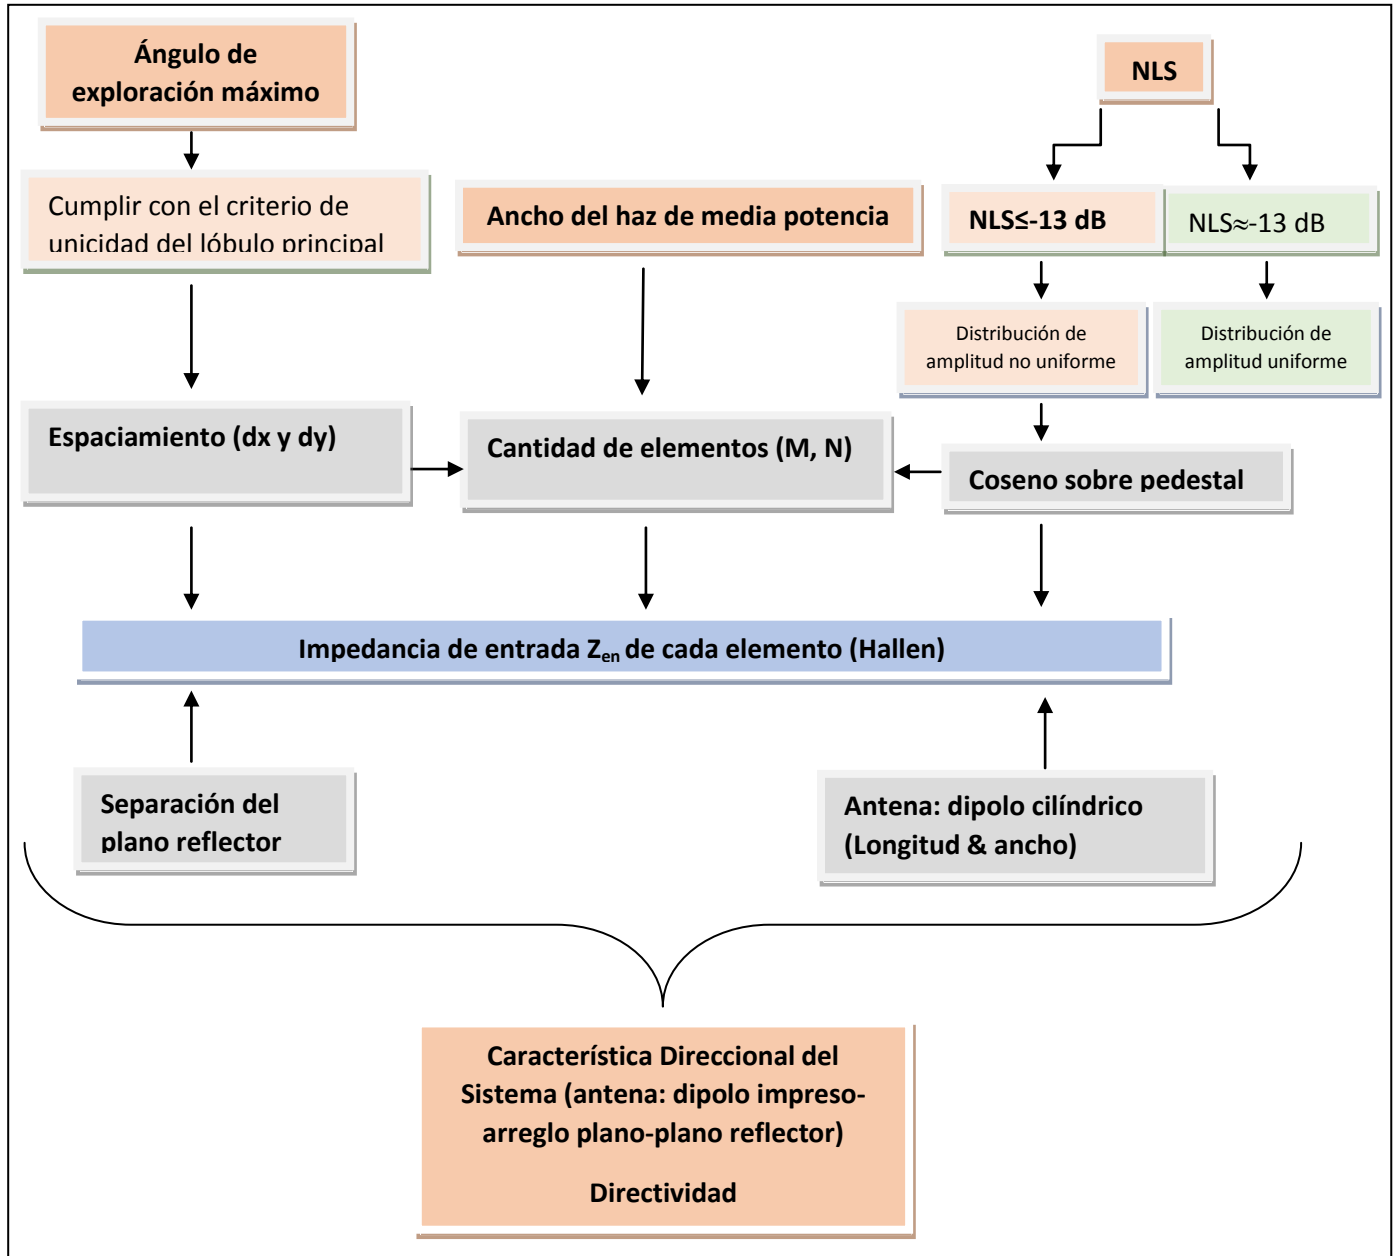 Ángulo de
exploración máximo
NLS
Cumplir con el criterio de
unicidad del lóbulo principal
Ancho del haz de media potencia
NLS≤-13 dB
NLS≈-13 dB
Distribución de
amplitud no uniforme
Distribución de
amplitud uniforme
Espaciamiento (dx y dy)
Cantidad de elementos (M, N)
Coseno sobre pedestal
Impedancia de entrada Zen de cada elemento (Hallen)
Separación del
plano reflector
Antena: dipolo cilíndrico
(Longitud & ancho)
Característica Direccional del
Sistema (antena: dipolo impreso-
arreglo plano-plano reflector)
Directividad